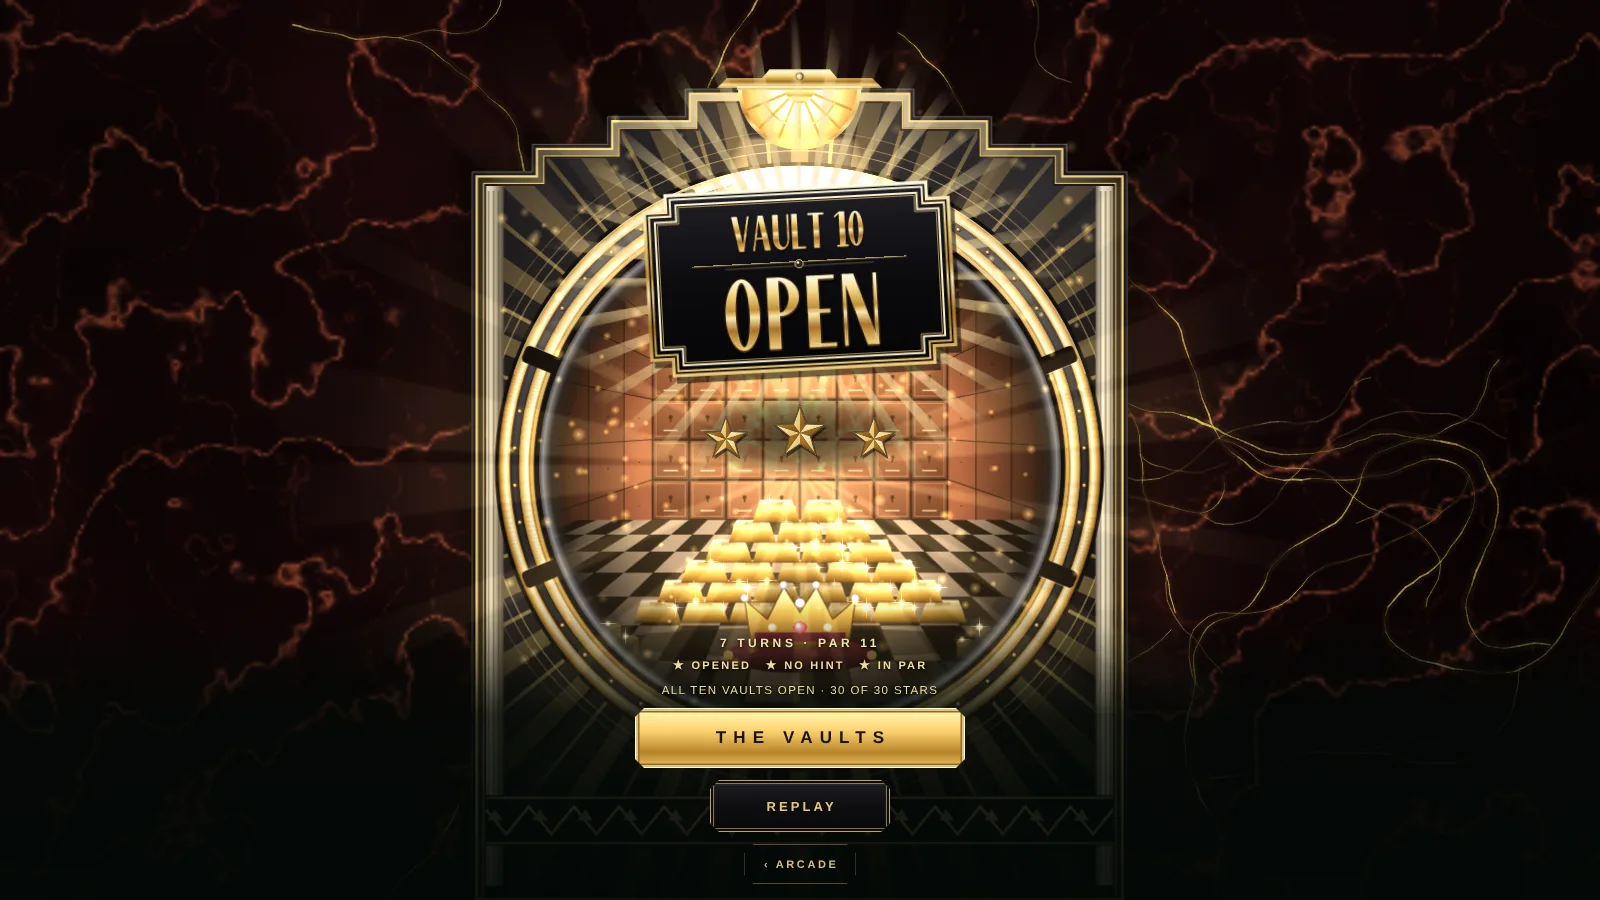 VAULT 10
OPEN
7 TURNS · PAR 11
★ OPENED ★ NO HINT ★ IN PAR
ALL TEN VAULTS OPEN · 30 OF 30 STARS
THE VAULTS
REPLAY
‹ ARCADE